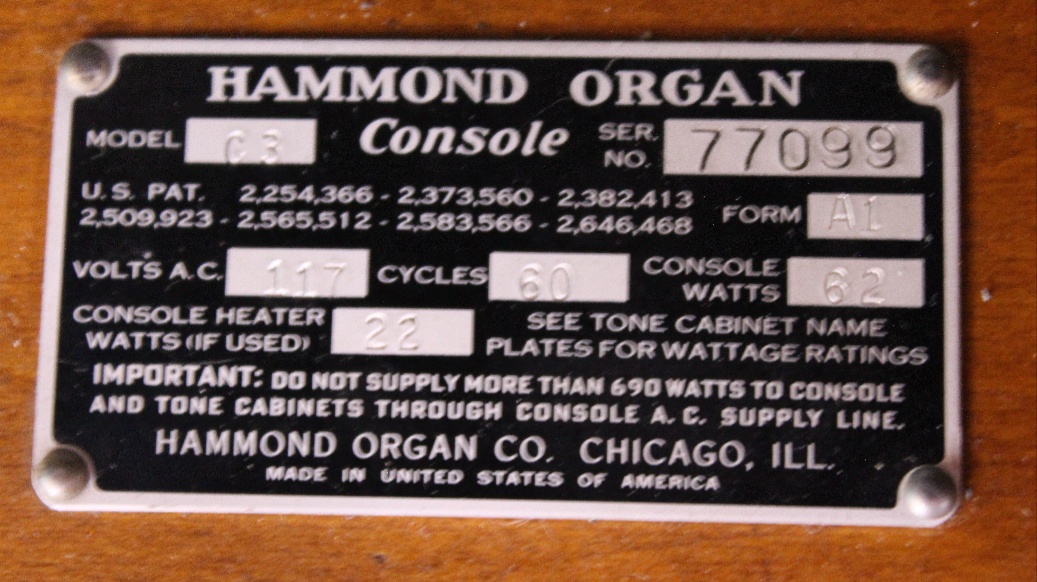 HAMMOND ORGAN
MODEL C3 Console SER. NO. 77099
U.S. PAT. 2,254,366 - 2,373,560 - 2,382,413
2,509,923 - 2,565,512 - 2,583,566 - 2,646,468 FORM A1
VOLTS A.C. 117 CYCLES 60 CONSOLE WATTS 62
CONSOLE HEATER WATTS (IF USED) 22 SEE TONE CABINET NAME
PLATES FOR WATTAGE RATINGS
IMPORTANT: DO NOT SUPPLY MORE THAN 690 WATTS TO CONSOLE
AND TONE CABINETS THROUGH CONSOLE A.C. SUPPLY LINE.
HAMMOND ORGAN CO. CHICAGO, ILL.
MADE IN UNITED STATES OF AMERICA